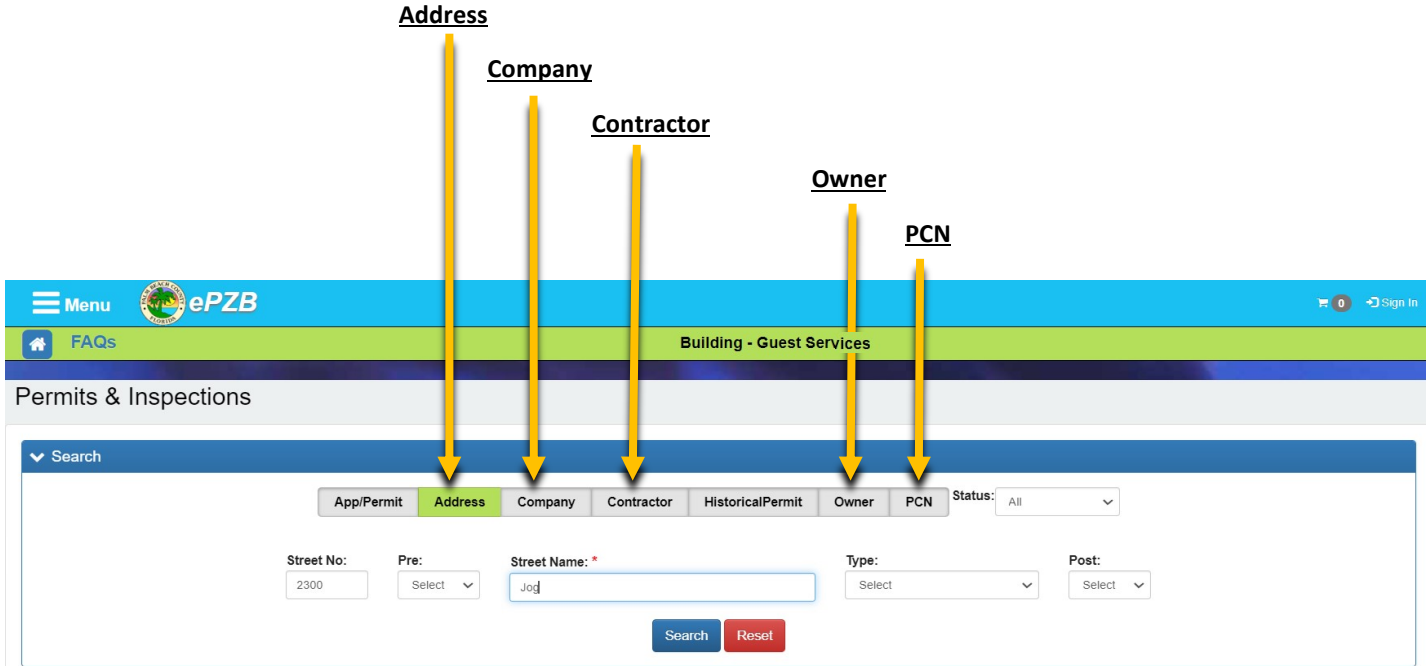 Address
Company
Contractor
Owner
PCN
Menu ePZB 0 Sign In
FAQs Building - Guest Services
Permits & Inspections
Search
App/Permit Address Company Contractor HistoricalPermit Owner PCN Status: All
Street No: Pre: Street Name: * Type: Post:
2300 Select Jog Select Select
Search Reset